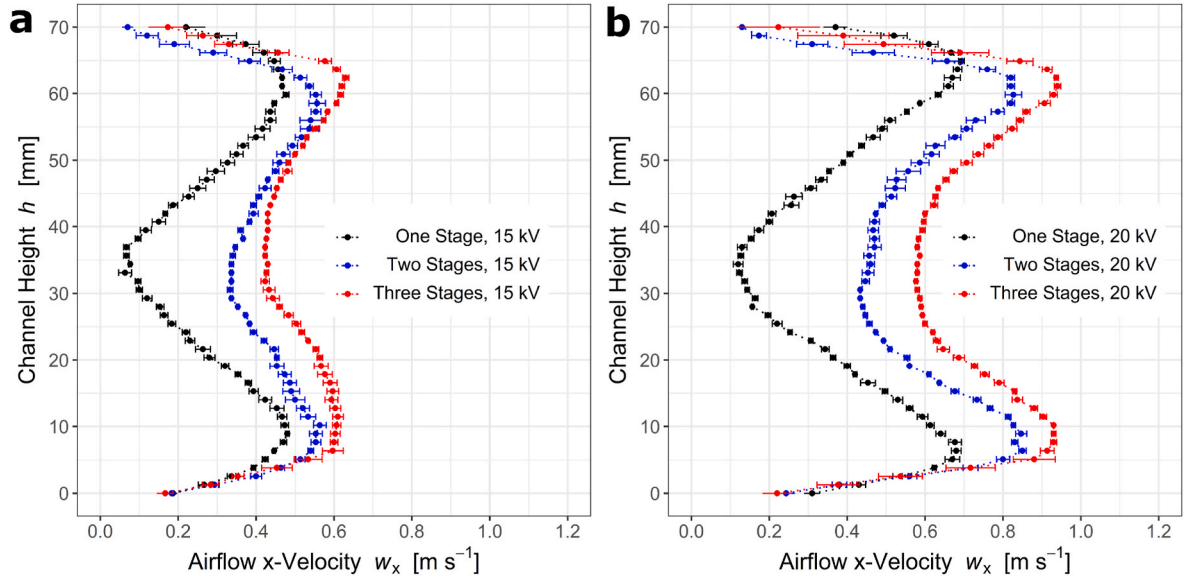 a
Channel Height h [mm]
70
60
50
40
30
20
10
0
One Stage, 15 kV
Two Stages, 15 kV
Three Stages, 15 kV
0.0 0.2 0.4 0.6 0.8 1.0 1.2
Airflow x-Velocity wₓ [m s⁻¹]
b
Channel Height h [mm]
70
60
50
40
30
20
10
0
One Stage, 20 kV
Two Stages, 20 kV
Three Stages, 20 kV
0.0 0.2 0.4 0.6 0.8 1.0 1.2
Airflow x-Velocity wₓ [m s⁻¹]